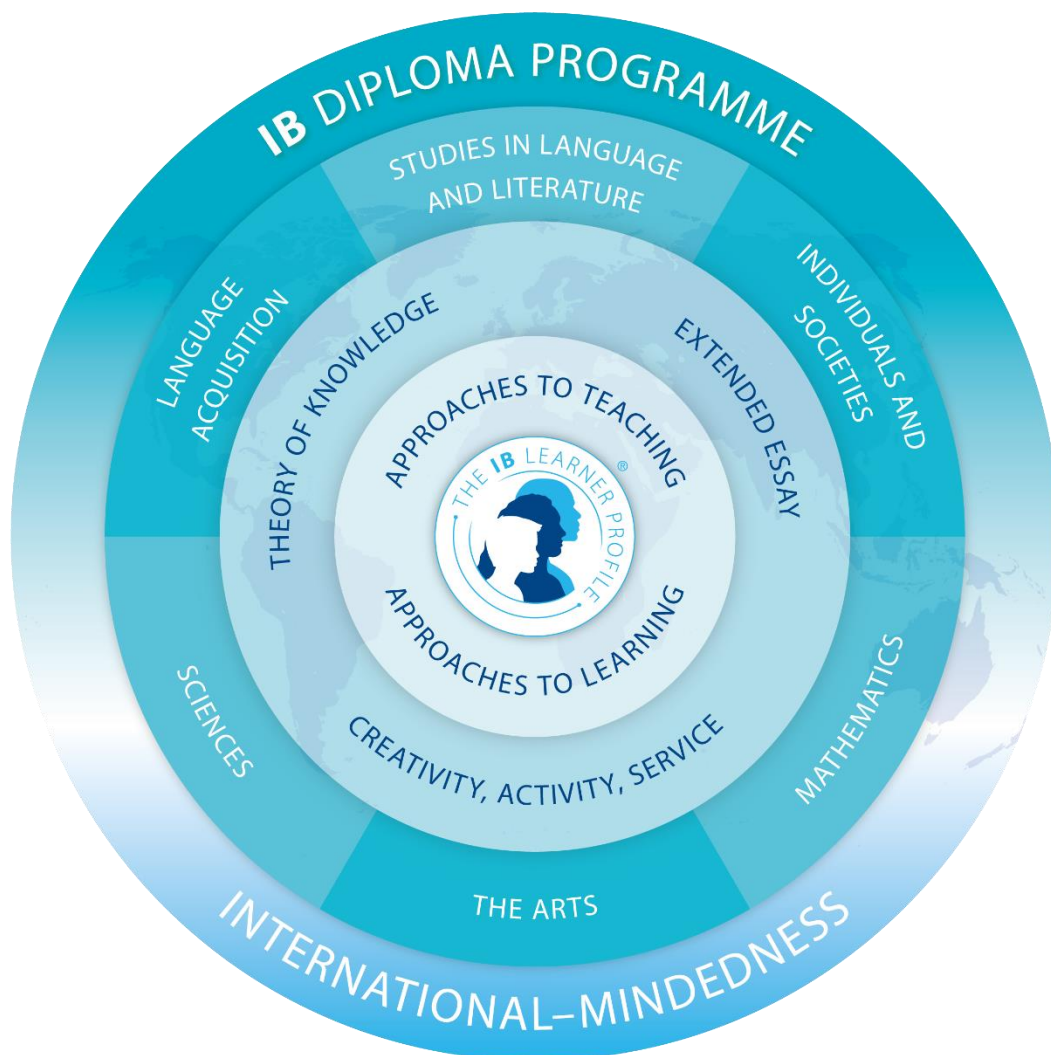 IB DIPLOMA PROGRAMME
STUDIES IN LANGUAGE
AND LITERATURE
LANGUAGE
ACQUISITION
INDIVIDUALS AND
SOCIETIES
THEORY OF KNOWLEDGE
EXTENDED ESSAY
APPROACHES TO TEACHING
THE IB LEARNER PROFILE
®
APPROACHES TO LEARNING
CREATIVITY, ACTIVITY, SERVICE
SCIENCES
MATHEMATICS
THE ARTS
INTERNATIONAL–MINDEDNESS